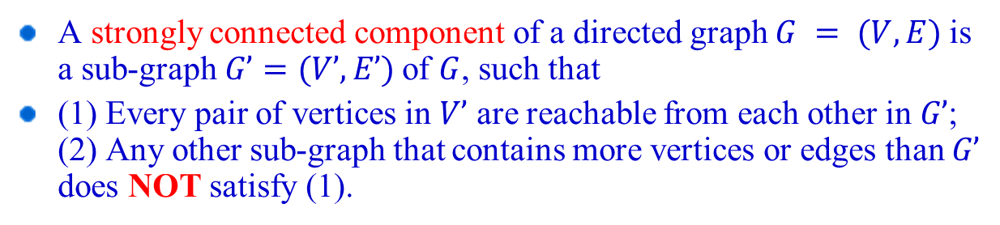 • A strongly connected component of a directed graph G = (V, E) is
a sub-graph G’ = (V’, E’) of G, such that
• (1) Every pair of vertices in V’ are reachable from each other in G’;
(2) Any other sub-graph that contains more vertices or edges than G’
does NOT satisfy (1).